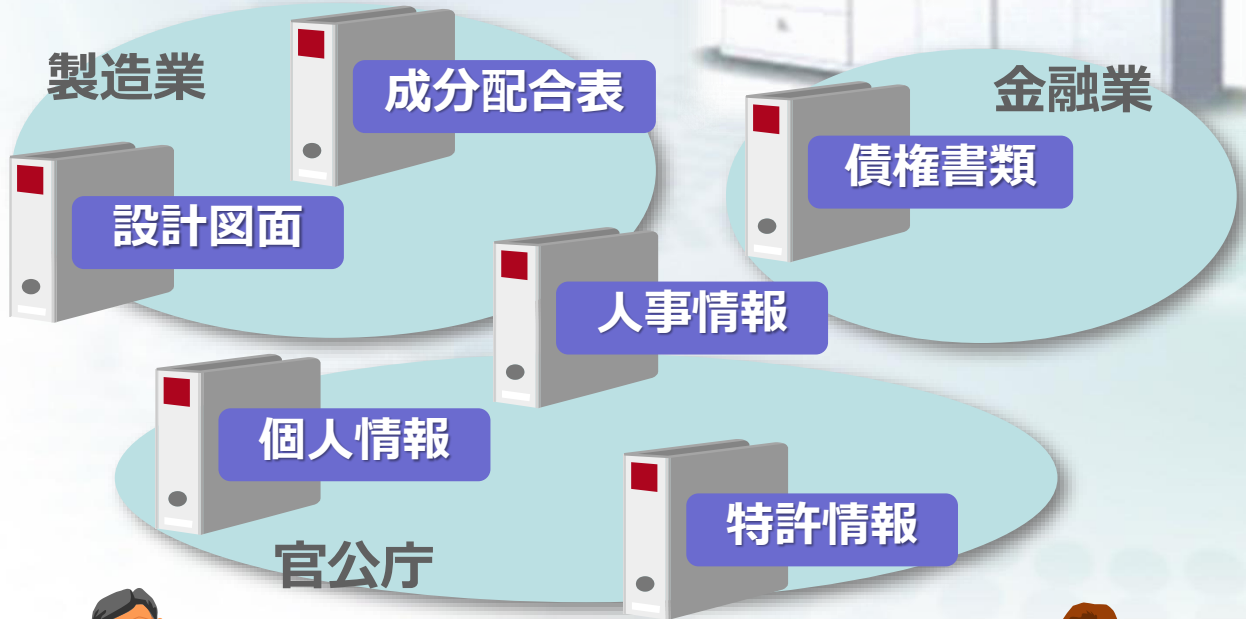 製造業
成分配合表
金融業
債権書類
設計図面
人事情報
個人情報
特許情報
官公庁